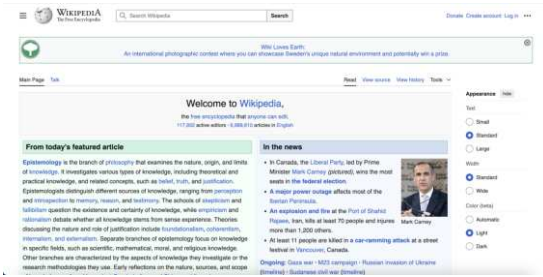 WIKIPEDIA
The Free Encyclopedia
Search Wikipedia
Search
Donate Create account Log in
Wiki Loves Earth:
An international photographic contest where you can showcase Sweden's unique natural environment and potentially win a prize.
Main Page Talk
Read View source View history Tools
Welcome to Wikipedia,
the free encyclopedia that anyone can edit.
active editors · articles in English
From today's featured article
Epistemology is the branch of philosophy that examines the nature, origin, and limits
of knowledge. It investigates various types of knowledge, including theoretical and
practical knowledge, and related concepts, such as belief, truth, and justification.
Epistemologists distinguish different sources of knowledge, ranging from perception
and introspection to memory, reason, and testimony. The schools of skepticism and
fallibilism question the existence and certainty of knowledge, while empiricism and
rationalism debate whether all knowledge stems from sense experience. Theories
discussing the nature and role of justification include foundationalism, coherentism,
internalism, and externalism. Separate branches of epistemology focus on knowledge
in specific fields, such as scientific, mathematical, moral, and religious knowledge.
Other branches are characterized by the aspects of knowledge they investigate or the
research methodologies they use. Early reflections on the nature, sources, and scope
In the news
• In Canada, the Liberal Party, led by Prime
Minister Mark Carney (pictured), wins the most
seats in the federal election.
• A major power outage affects most of the
Iberian Peninsula.
• An explosion and fire at the Port of Shahid
Rajaee, Iran, kills at least 70 people and injures
more than 1,200 others.
• At least 11 people are killed in a car-ramming attack at a street
festival in Vancouver, Canada.
Mark Carney
Ongoing: Gaza war · M23 campaign · Russian invasion of Ukraine
(timeline) · Sudanese civil war (timeline)
Appearance hide
Text
Small
Standard
Large
Width
Standard
Wide
Color (beta)
Automatic
Light
Dark